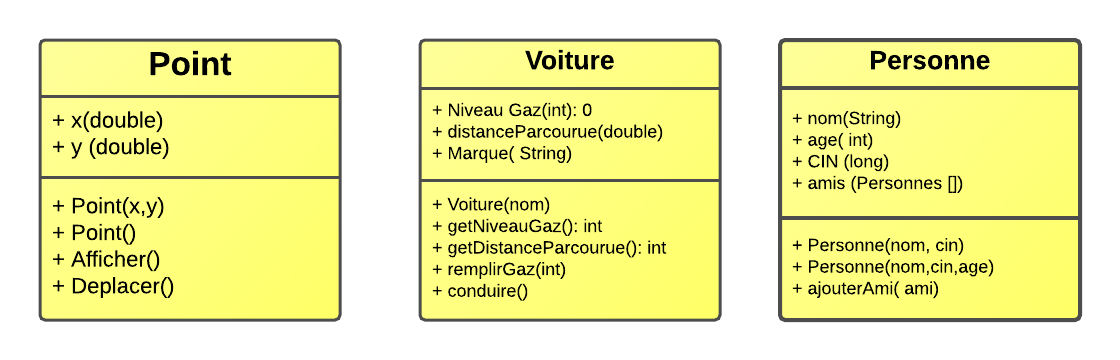 Point
+ x(double)
+ y (double)
+ Point(x,y)
+ Point()
+ Afficher()
+ Deplacer()
Voiture
+ Niveau Gaz(int): 0
+ distanceParcourue(double)
+ Marque( String)
+ Voiture(nom)
+ getNiveauGaz(): int
+ getDistanceParcourue(): int
+ remplirGaz(int)
+ conduire()
Personne
+ nom(String)
+ age( int)
+ CIN (long)
+ amis (Personnes [])
+ Personne(nom, cin)
+ Personne(nom,cin,age)
+ ajouterAmi( ami)